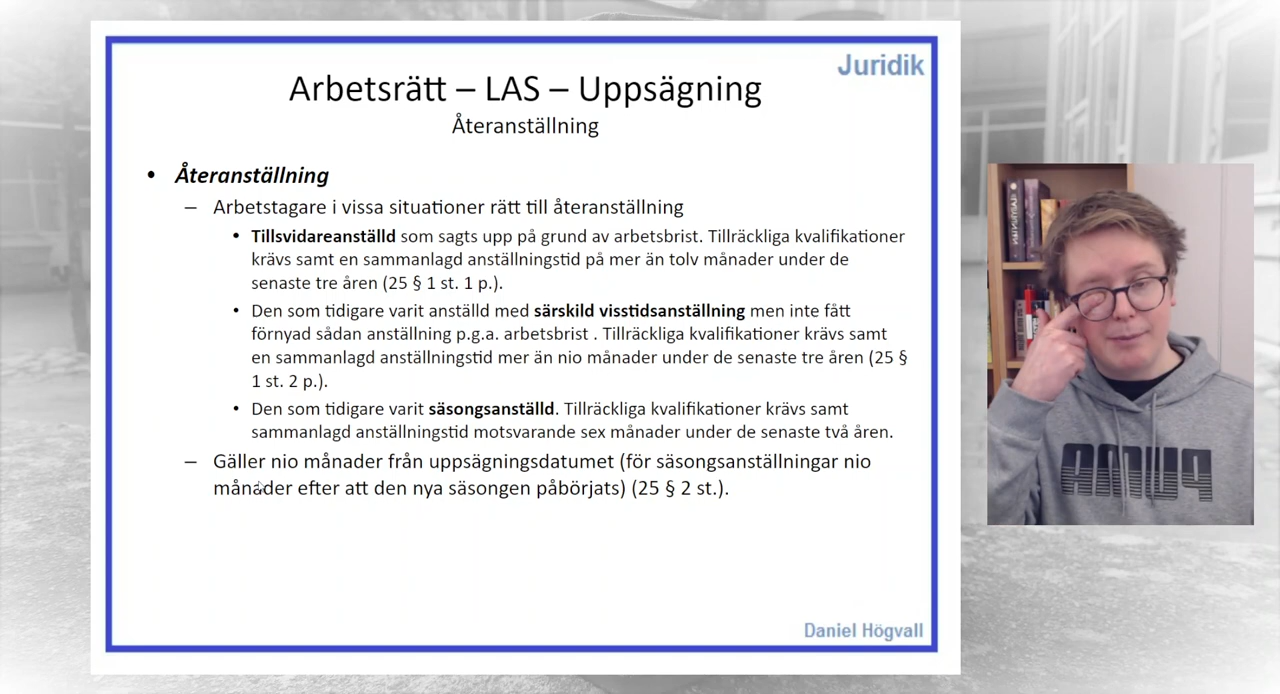 Juridik
Arbetsrätt – LAS – Uppsägning
Återanställning
• Återanställning
– Arbetstagare i vissa situationer rätt till återanställning
• Tillsvidareanställd som sagts upp på grund av arbetsbrist. Tillräckliga kvalifikationer
krävs samt en sammanlagd anställningstid på mer än tolv månader under de
senaste tre åren (25 § 1 st. 1 p.).
• Den som tidigare varit anställd med särskild visstidsanställning men inte fått
förnyad sådan anställning p.g.a. arbetsbrist . Tillräckliga kvalifikationer krävs samt
en sammanlagd anställningstid mer än nio månader under de senaste tre åren (25 §
1 st. 2 p.).
• Den som tidigare varit säsongsanställd. Tillräckliga kvalifikationer krävs samt
sammanlagd anställningstid motsvarande sex månader under de senaste två åren.
– Gäller nio månader från uppsägningsdatumet (för säsongsanställningar nio
månader efter att den nya säsongen påbörjats) (25 § 2 st.).
Daniel Högvall